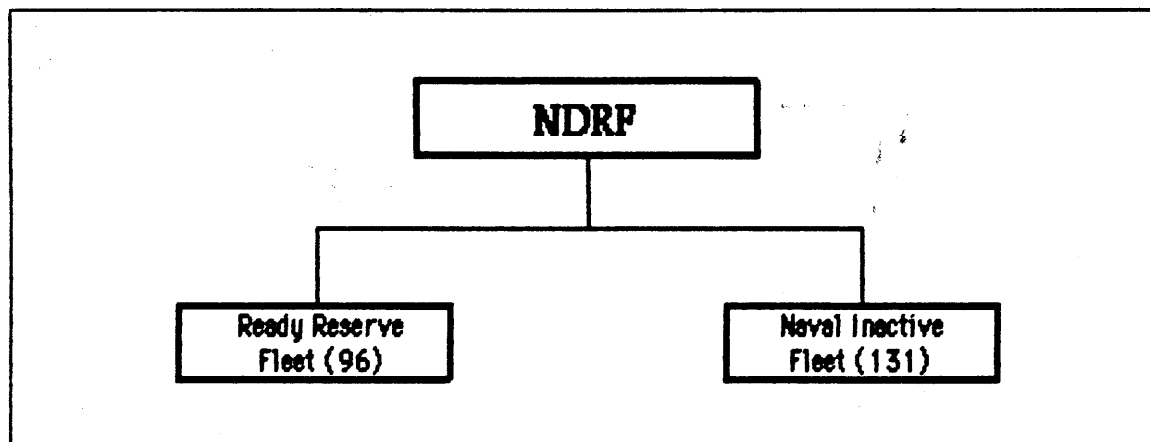 NDRF
Ready Reserve
Fleet (96)
Naval Inactive
Fleet (131)